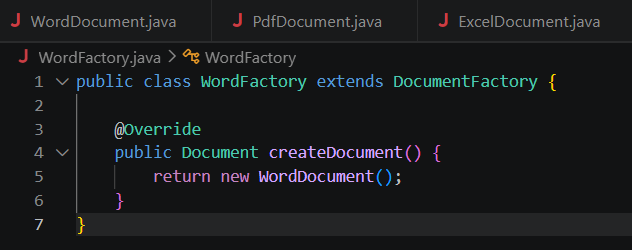 WordDocument.java PdfDocument.java ExcelDocument.java
WordFactory.java > WordFactory
1 public class WordFactory extends DocumentFactory {
2
3     @Override
4     public Document createDocument() {
5         return new WordDocument();
6     }
7 }